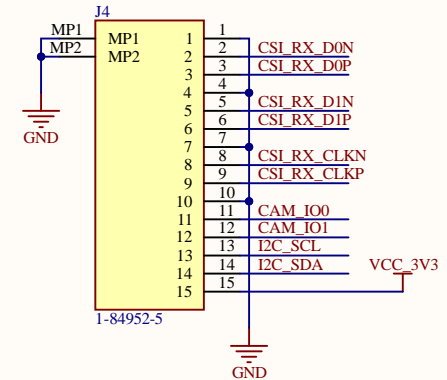 J4
MP1 MP1 1 1
MP2 MP2 2 2 CSI_RX_D0N
3 3 CSI_RX_D0P
4 4
5 5 CSI_RX_D1N
6 6 CSI_RX_D1P
7 7
8 8 CSI_RX_CLKN
9 9 CSI_RX_CLKP
10 10
11 11 CAM_IO0
12 12 CAM_IO1
13 13 I2C_SCL
14 14 I2C_SDA
15 15 VCC_3V3
GND
1-84952-5
GND